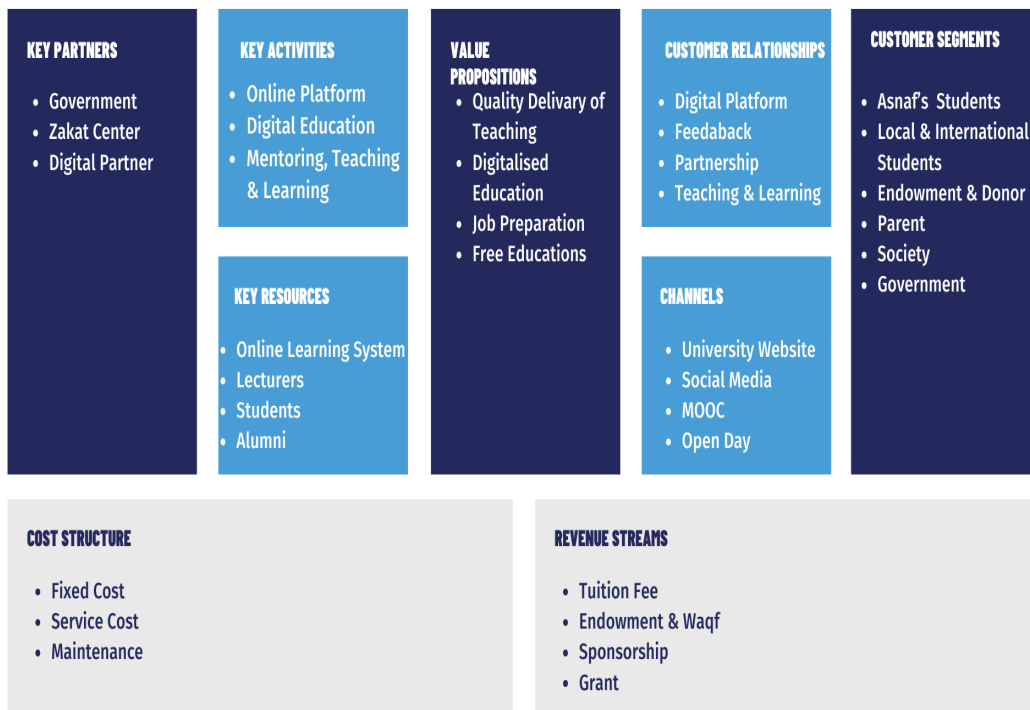 KEY PARTNERS
• Government
• Zakat Center
• Digital Partner
KEY ACTIVITIES
• Online Platform
• Digital Education
• Mentoring, Teaching
& Learning
KEY RESOURCES
• Online Learning System
• Lecturers
• Students
• Alumni
VALUE
PROPOSITIONS
• Quality Delivary of
Teaching
• Digitalised
Education
• Job Preparation
• Free Educations
CUSTOMER RELATIONSHIPS
• Digital Platform
• Feedaback
• Partnership
• Teaching & Learning
CHANNELS
• University Website
• Social Media
• MOOC
• Open Day
CUSTOMER SEGMENTS
• Asnaf's Students
• Local & International
Students
• Endowment & Donor
• Parent
• Society
• Government
COST STRUCTURE
• Fixed Cost
• Service Cost
• Maintenance
REVENUE STREAMS
• Tuition Fee
• Endowment & Waqf
• Sponsorship
• Grant